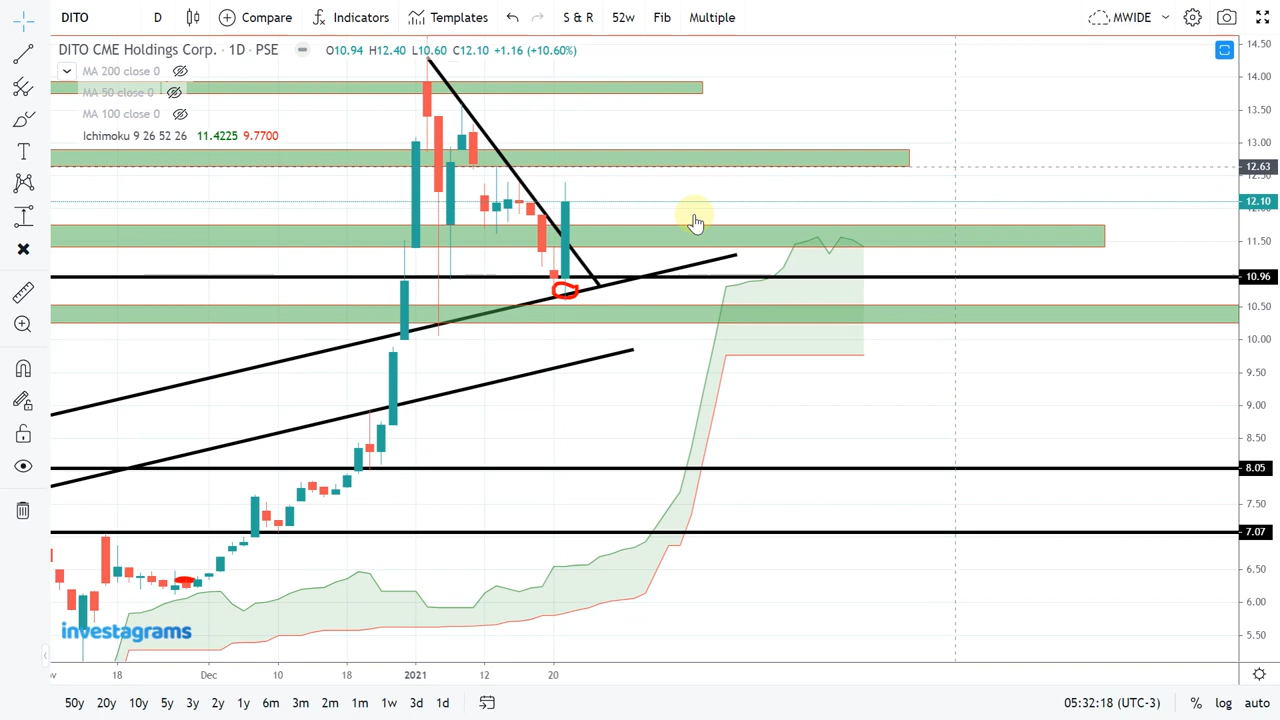 DITO D Compare Indicators Templates S & R 52w Fib Multiple MWIDE
DITO CME Holdings Corp. · 1D · PSE O10.94 H12.40 L10.60 C12.10 +1.16 (+10.60%)
MA 200 close 0
MA 50 close 0
MA 100 close 0
Ichimoku 9 26 52 26 11.4225 9.7700
14.50
14.00
13.50
13.00
12.63
12.10
11.50
10.96
10.50
10.00
9.50
9.00
8.50
8.05
7.50
7.07
6.50
6.00
5.50
investagrams
18 Dec 10 18 2021 12 20
50y 20y 10y 5y 3y 2y 1y 6m 3m 2m 1m 1w 3d 1d 05:32:18 (UTC-3) % log auto